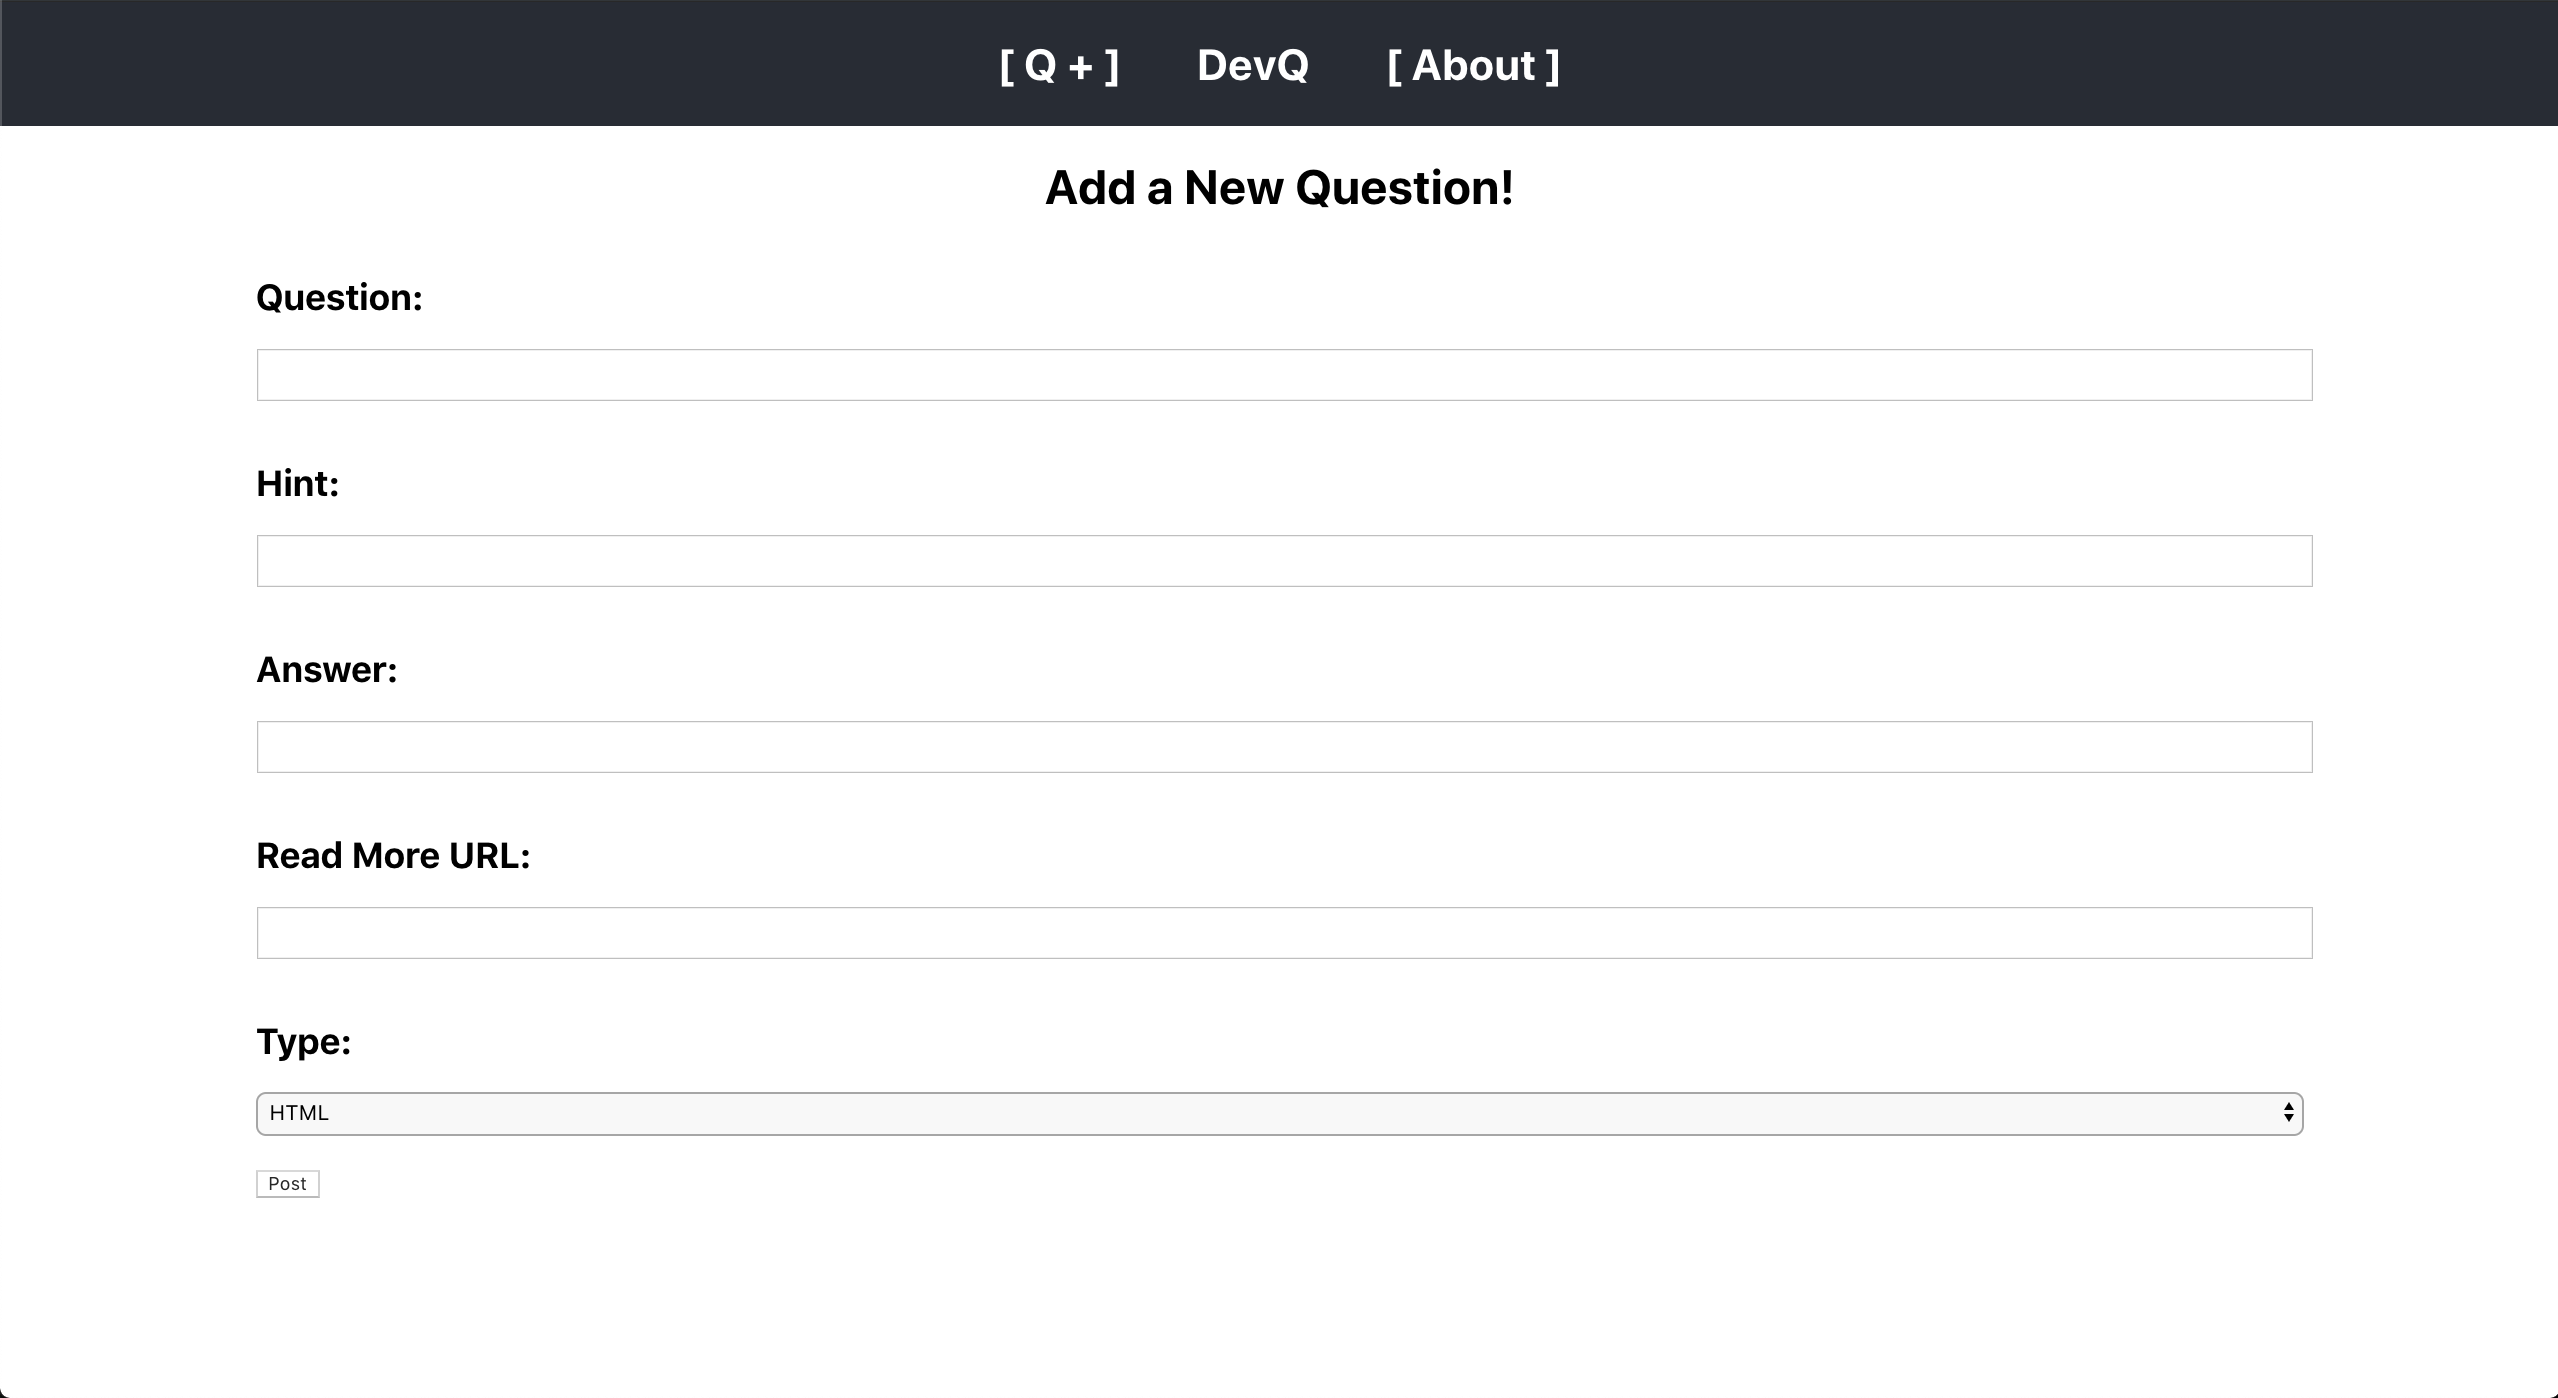 [ Q + ] DevQ [ About ]
Add a New Question!
Question:
Hint:
Answer:
Read More URL:
Type:
HTML
Post